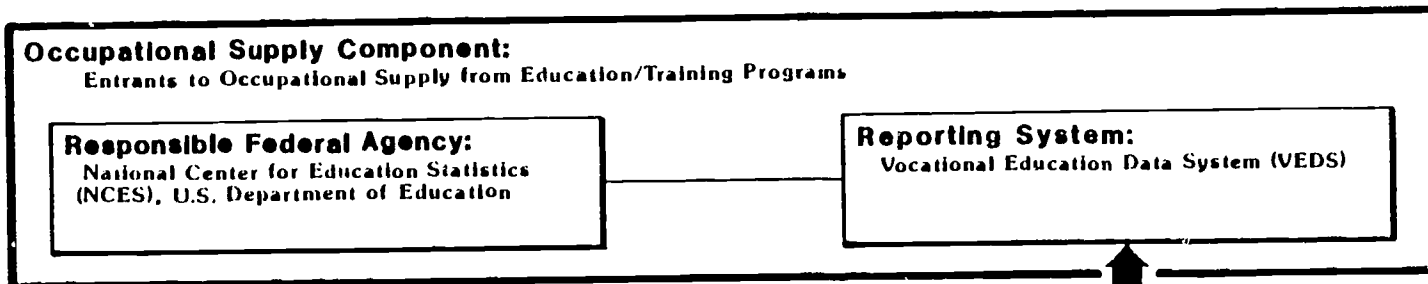 Occupational Supply Component:
Entrants to Occupational Supply from Education/Training Programs
Responsible Federal Agency:
National Center for Education Statistics
(NCES), U.S. Department of Education
Reporting System:
Vocational Education Data System (VEDS)